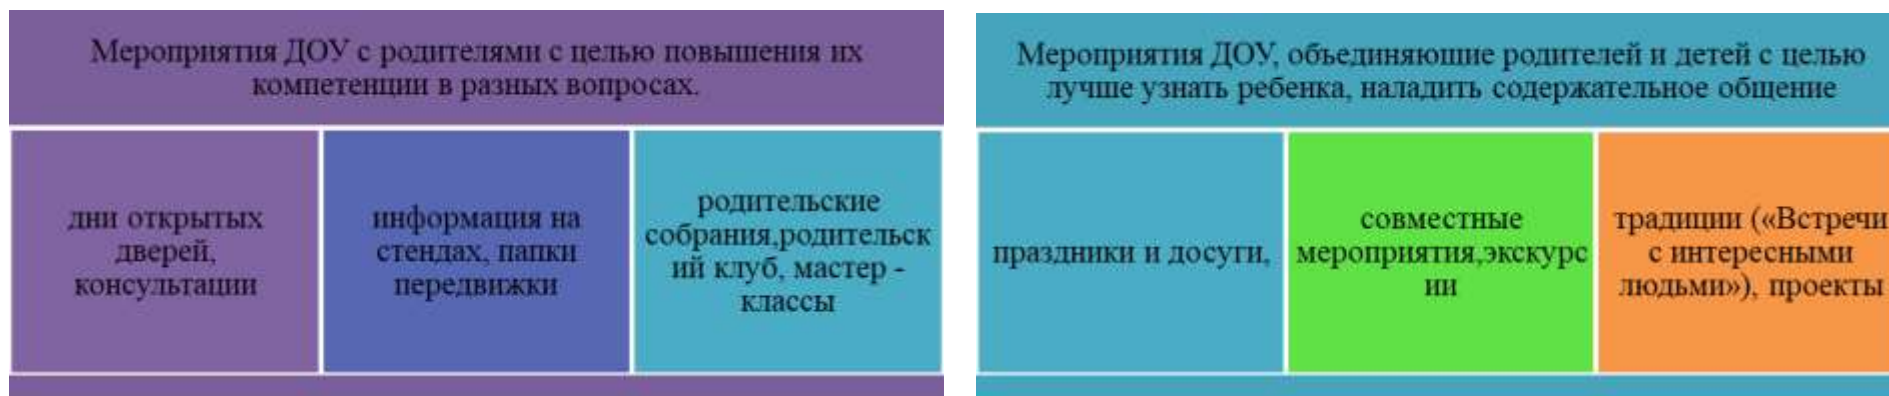 Мероприятия ДОУ с родителями с целью повышения их
компетенции в разных вопросах.
дни открытых
дверей,
консультации
информация на
стендах, папки
передвижки
родительские
собрания,родительск
ий клуб, мастер -
классы
Мероприятия ДОУ, объединяюшие родителей и детей с целью
лучше узнать ребенка, наладить содержательное общение
праздники и досуги,
совместные
мероприятия,экскурс
ии
традиции («Встречи
с интересными
людьми»), проекты